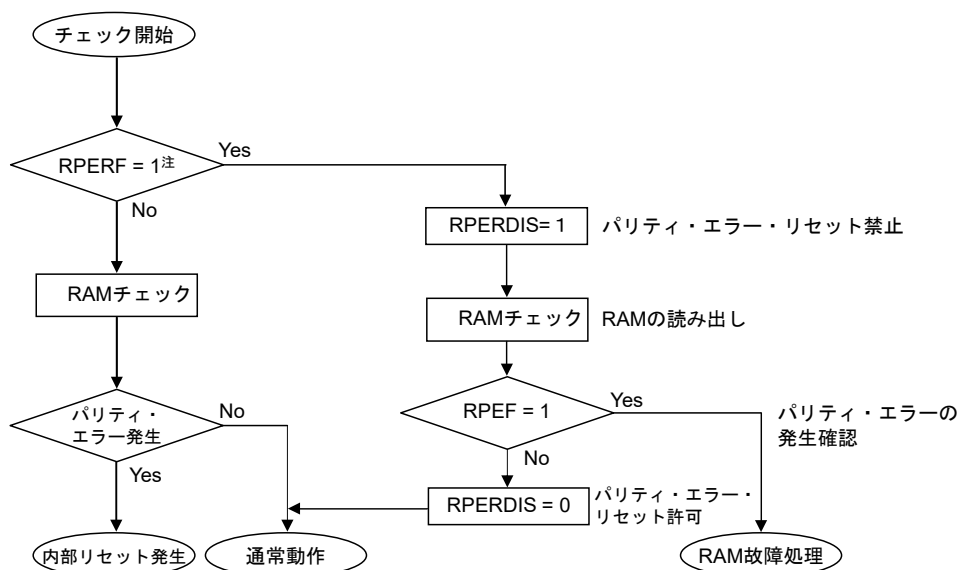 チェック開始
RPERF = 1注
Yes
No
RPERDIS= 1
パリティ・エラー・リセット禁止
RAMチェック
RAMチェック
RAMの読み出し
パリティ・
エラー発生
No
Yes
RPEF = 1
Yes
No
パリティ・エラーの
発生確認
RPERDIS = 0
パリティ・エラー・
リセット許可
内部リセット発生
通常動作
RAM故障処理